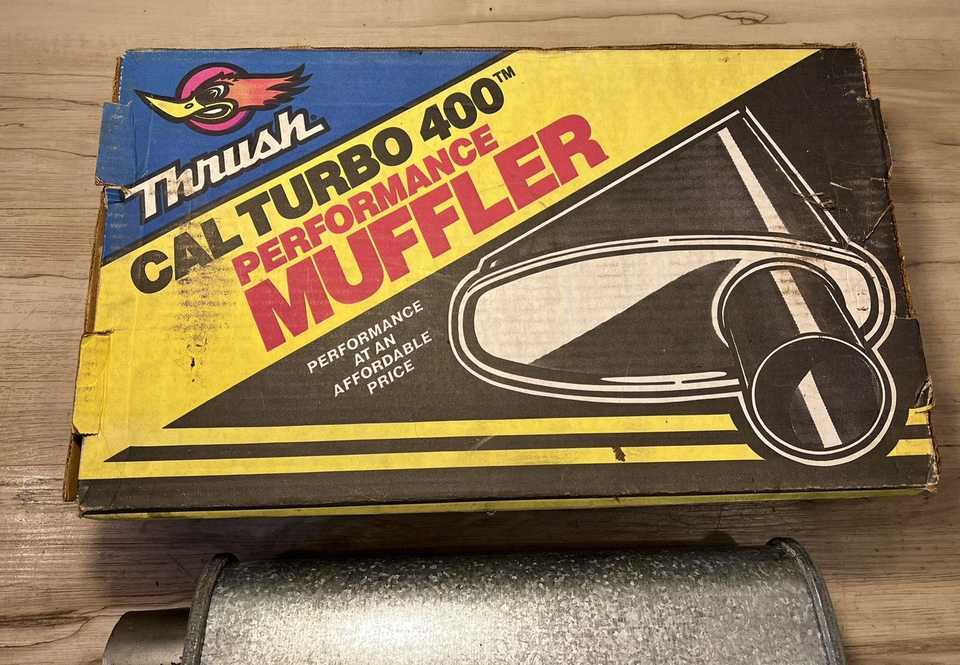 Thrush®
CAL TURBO 400™
PERFORMANCE
MUFFLER
PERFORMANCE
AT AN
AFFORDABLE
PRICE